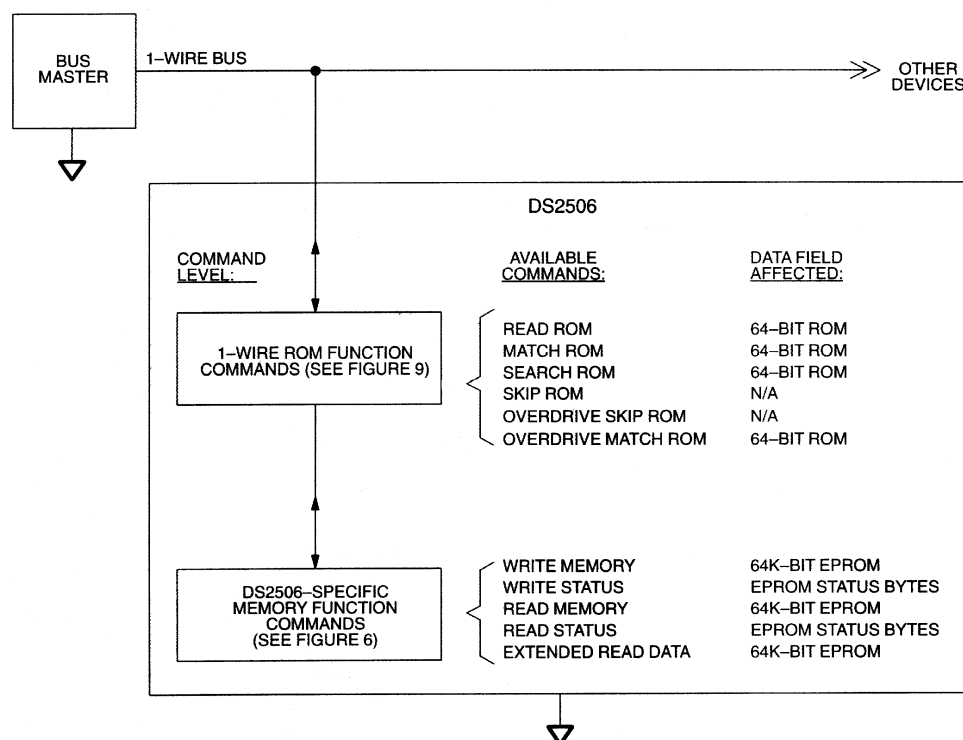 BUS
MASTER
1–WIRE BUS
OTHER
DEVICES
DS2506
COMMAND
LEVEL:
AVAILABLE
COMMANDS:
DATA FIELD
AFFECTED:
1–WIRE ROM FUNCTION
COMMANDS (SEE FIGURE 9)
READ ROM 64–BIT ROM
MATCH ROM 64–BIT ROM
SEARCH ROM 64–BIT ROM
SKIP ROM N/A
OVERDRIVE SKIP ROM N/A
OVERDRIVE MATCH ROM 64–BIT ROM
DS2506–SPECIFIC
MEMORY FUNCTION
COMMANDS
(SEE FIGURE 6)
WRITE MEMORY 64K–BIT EPROM
WRITE STATUS EPROM STATUS BYTES
READ MEMORY 64K–BIT EPROM
READ STATUS EPROM STATUS BYTES
EXTENDED READ DATA 64K–BIT EPROM